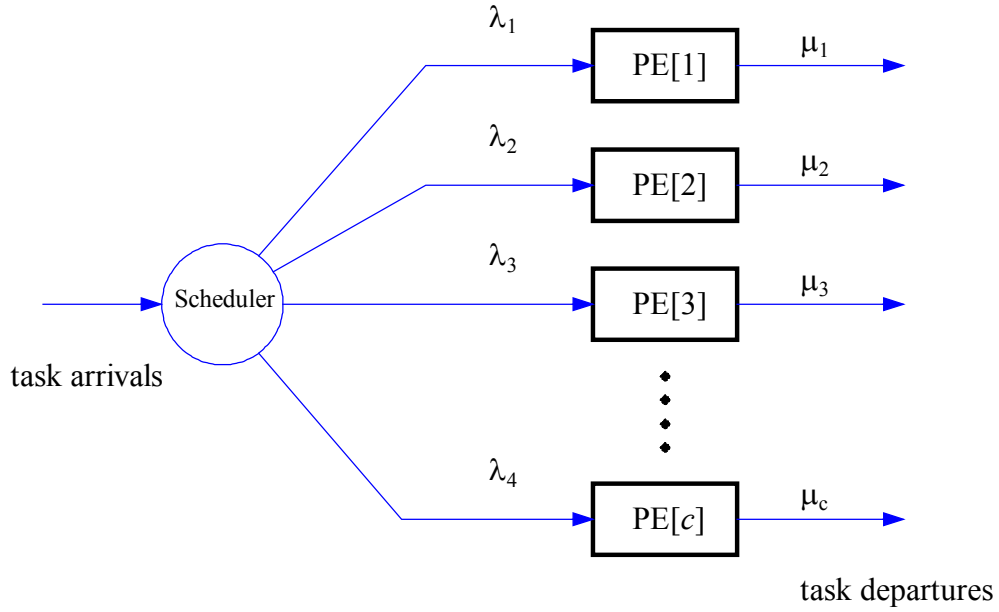 λ1
PE[1]
μ1
λ2
PE[2]
μ2
λ3
Scheduler
PE[3]
μ3
task arrivals
λ4
PE[c]
μc
task departures